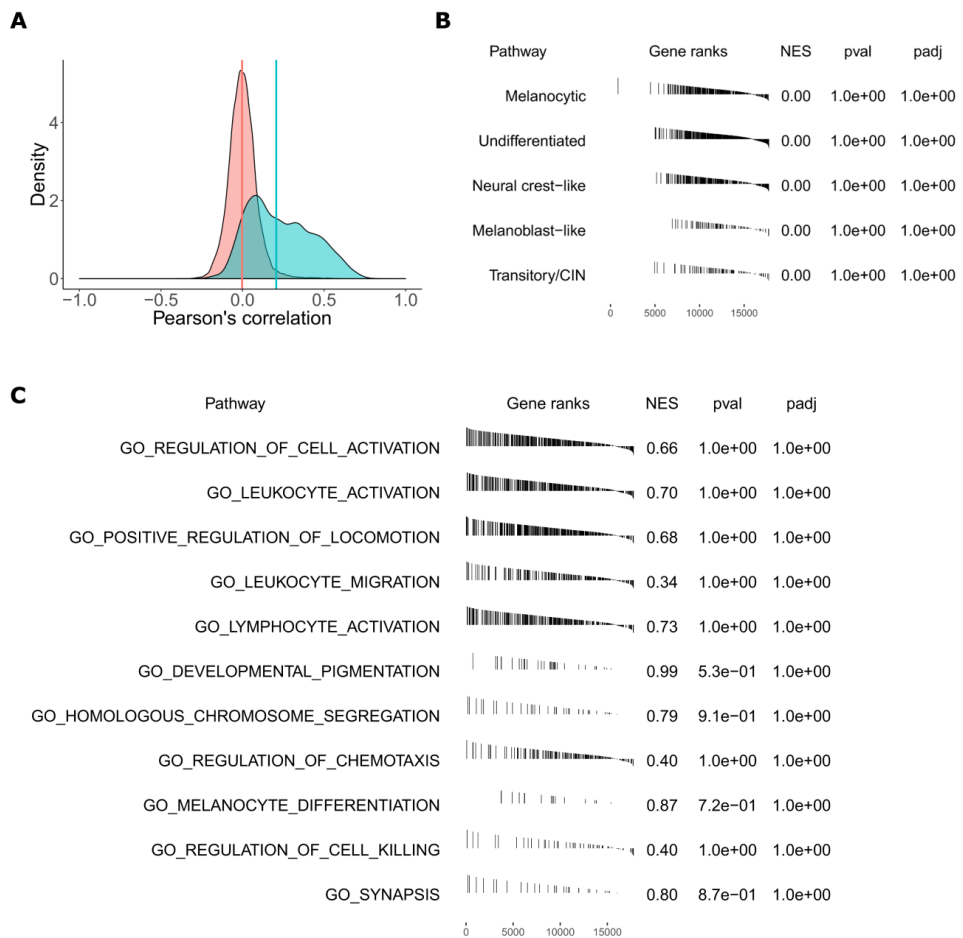 A
Density
4
2
0
−1.0 −0.5 0.0 0.5 1.0
Pearson's correlation
B
Pathway Gene ranks NES pval padj
Melanocytic 0.00 1.0e+00 1.0e+00
Undifferentiated 0.00 1.0e+00 1.0e+00
Neural crest−like 0.00 1.0e+00 1.0e+00
Melanoblast−like 0.00 1.0e+00 1.0e+00
Transitory/CIN 0.00 1.0e+00 1.0e+00
0 5000 10000 15000
C
Pathway Gene ranks NES pval padj
GO_REGULATION_OF_CELL_ACTIVATION 0.66 1.0e+00 1.0e+00
GO_LEUKOCYTE_ACTIVATION 0.70 1.0e+00 1.0e+00
GO_POSITIVE_REGULATION_OF_LOCOMOTION 0.68 1.0e+00 1.0e+00
GO_LEUKOCYTE_MIGRATION 0.34 1.0e+00 1.0e+00
GO_LYMPHOCYTE_ACTIVATION 0.73 1.0e+00 1.0e+00
GO_DEVELOPMENTAL_PIGMENTATION 0.99 5.3e−01 1.0e+00
GO_HOMOLOGOUS_CHROMOSOME_SEGREGATION 0.79 9.1e−01 1.0e+00
GO_REGULATION_OF_CHEMOTAXIS 0.40 1.0e+00 1.0e+00
GO_MELANOCYTE_DIFFERENTIATION 0.87 7.2e−01 1.0e+00
GO_REGULATION_OF_CELL_KILLING 0.40 1.0e+00 1.0e+00
GO_SYNAPSIS 0.80 8.7e−01 1.0e+00
0 5000 10000 15000